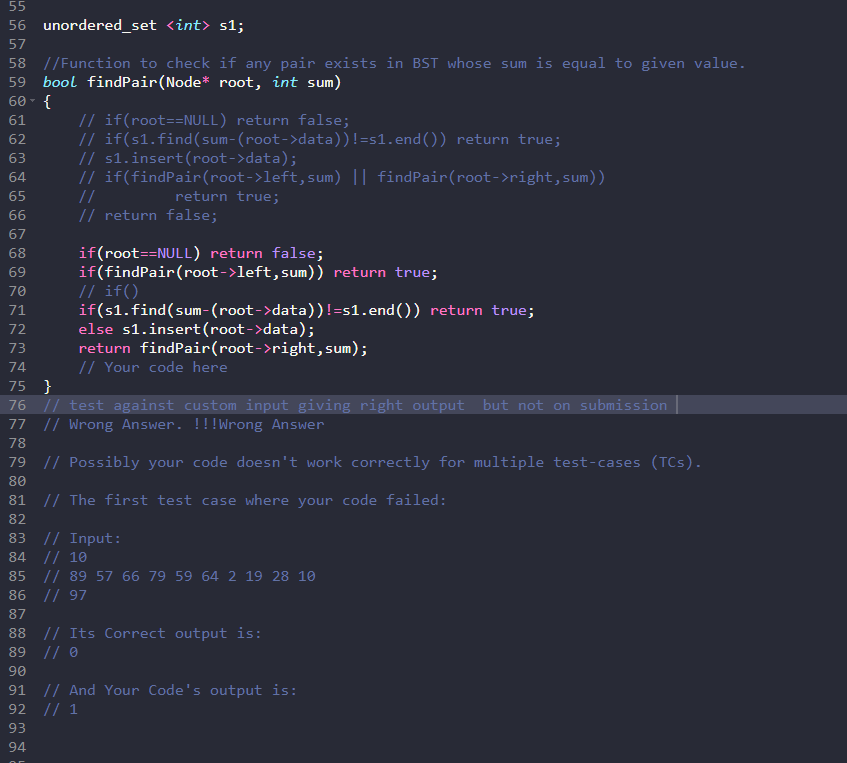 55
56 unordered_set <int> s1;
57
58 //Function to check if any pair exists in BST whose sum is equal to given value.
59 bool findPair(Node* root, int sum)
60 {
61     // if(root==NULL) return false;
62     // if(s1.find(sum-(root->data))!=s1.end()) return true;
63     // s1.insert(root->data);
64     // if(findPair(root->left,sum) || findPair(root->right,sum))
65     //         return true;
66     // return false;
67
68     if(root==NULL) return false;
69     if(findPair(root->left,sum)) return true;
70     // if()
71     if(s1.find(sum-(root->data))!=s1.end()) return true;
72     else s1.insert(root->data);
73     return findPair(root->right,sum);
74     // Your code here
75 }
76 // test against custom input giving right output  but not on submission
77 // Wrong Answer. !!!Wrong Answer
78
79 // Possibly your code doesn't work correctly for multiple test-cases (TCs).
80
81 // The first test case where your code failed:
82
83 // Input:
84 // 10
85 // 89 57 66 79 59 64 2 19 28 10
86 // 97
87
88 // Its Correct output is:
89 // 0
90
91 // And Your Code's output is:
92 // 1
93
94